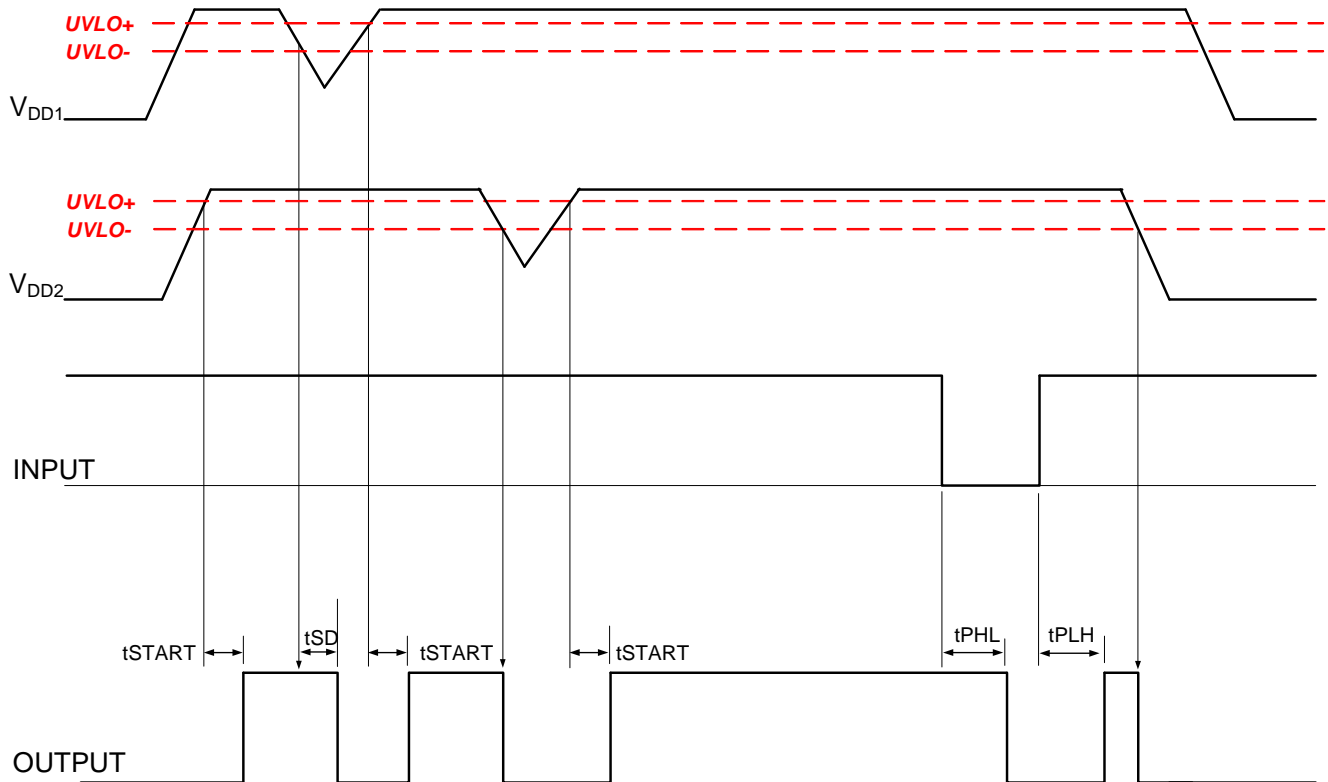 UVLO+
UVLO-
VDD1
UVLO+
UVLO-
VDD2
INPUT
tSTART
tSD
tSTART
tSTART
tPHL
tPLH
OUTPUT